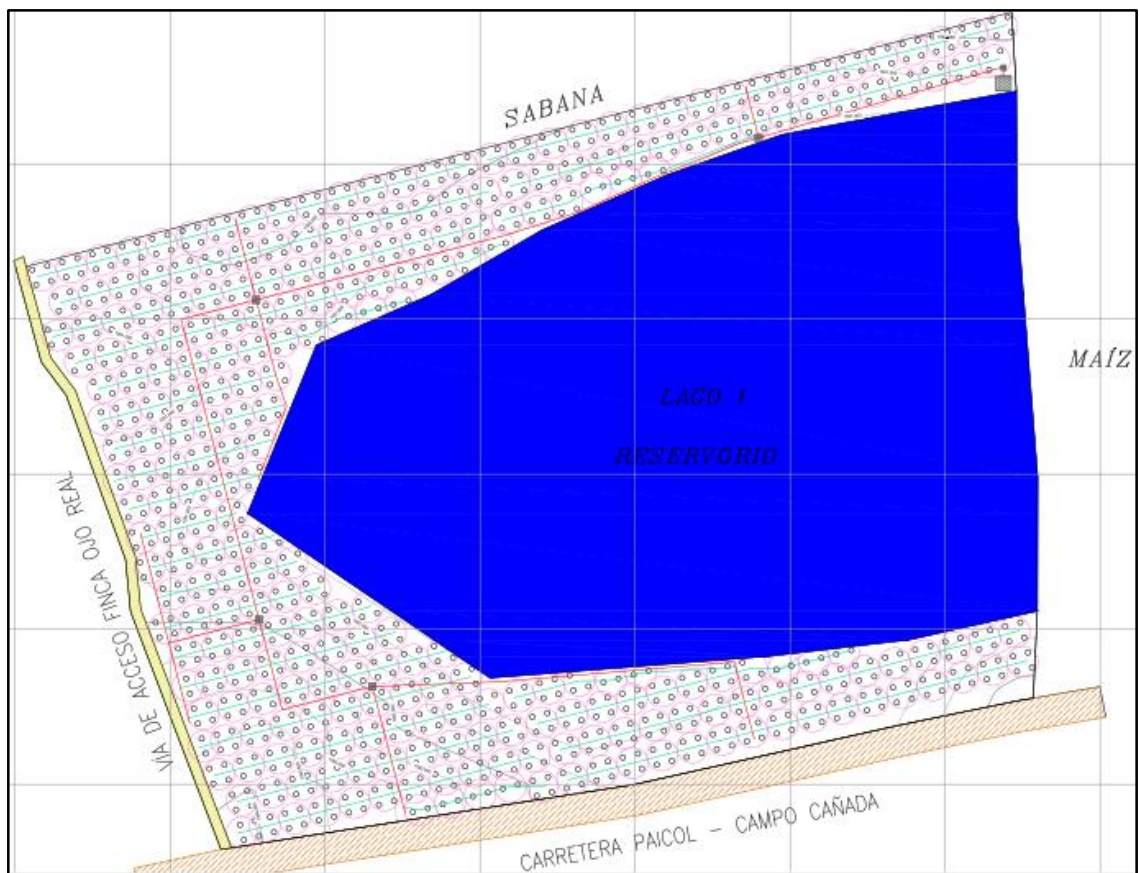 SABANA
MAÍZ
LAGO 1
RESERVORIO
VÍA DE ACCESO FINCA OJO REAL
CARRETERA PAICOL - CAMPO CAÑADA